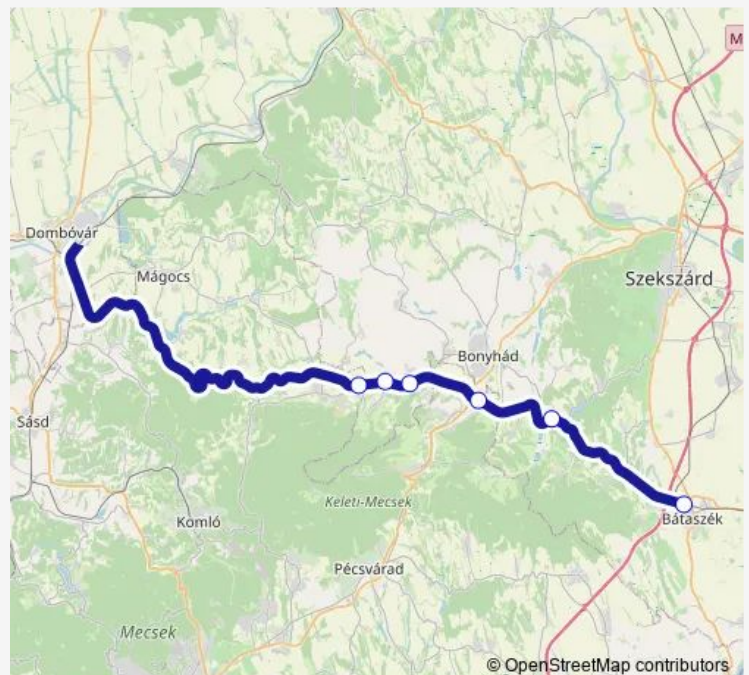 M
Dombóvár
Mágocs
Szekszárd
Bonyhád
Sásd
Keleti-Mecsek
Komló
Bátaszék
Pécsvárad
Mecsek
© OpenStreetMap contributors